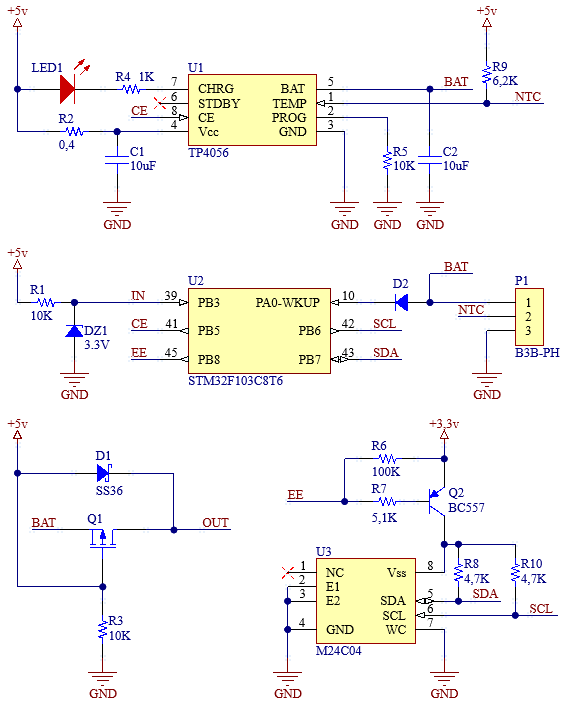 +5v
+5v
LED1
R4 1K
U1
R9
6,2K
7 CHRG BAT 5 BAT
6 STDBY TEMP 1 NTC
CE 8 CE PROG 2
4 Vcc GND 3
R2
0,4
TP4056
C1
10uF
R5
10K
C2
10uF
GND
GND
GND
GND
+5v
BAT
R1
10K
IN
U2
D2
P1
39 PB3 PA0-WKUP 10
1
NTC
2
CE 41 PB5 PB6 42 SCL
3
DZ1
3.3V
EE 45 PB8 PB7 43 SDA
B3B-PH
STM32F103C8T6
GND
GND
+5v
+3,3v
D1
SS36
R6
100K
EE
R7
5,1K
Q2
BC557
BAT
Q1
OUT
U3
1 NC Vss 8
2 E1
3 E2 SDA 5 SDA
SCL 6 SCL
4 GND WC 7
R8
4,7K
R10
4,7K
M24C04
R3
10K
GND
GND
GND